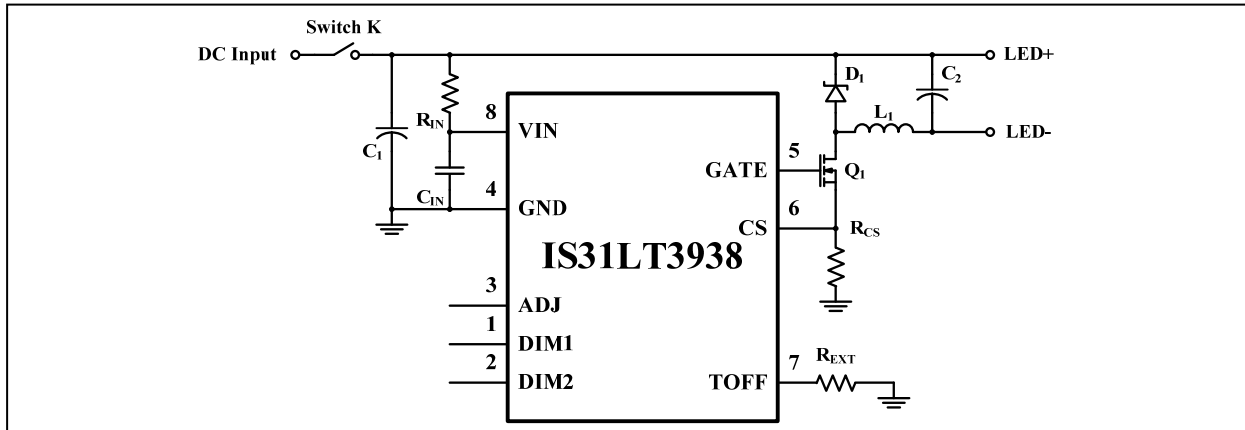 Switch K
DC Input
LED+
D1
C2
RIN
8
VIN
L1
LED-
C1
5
GATE
Q1
CIN
4
GND
6
CS
RCS
IS31LT3938
3
ADJ
1
DIM1
2
DIM2
7
TOFF
REXT